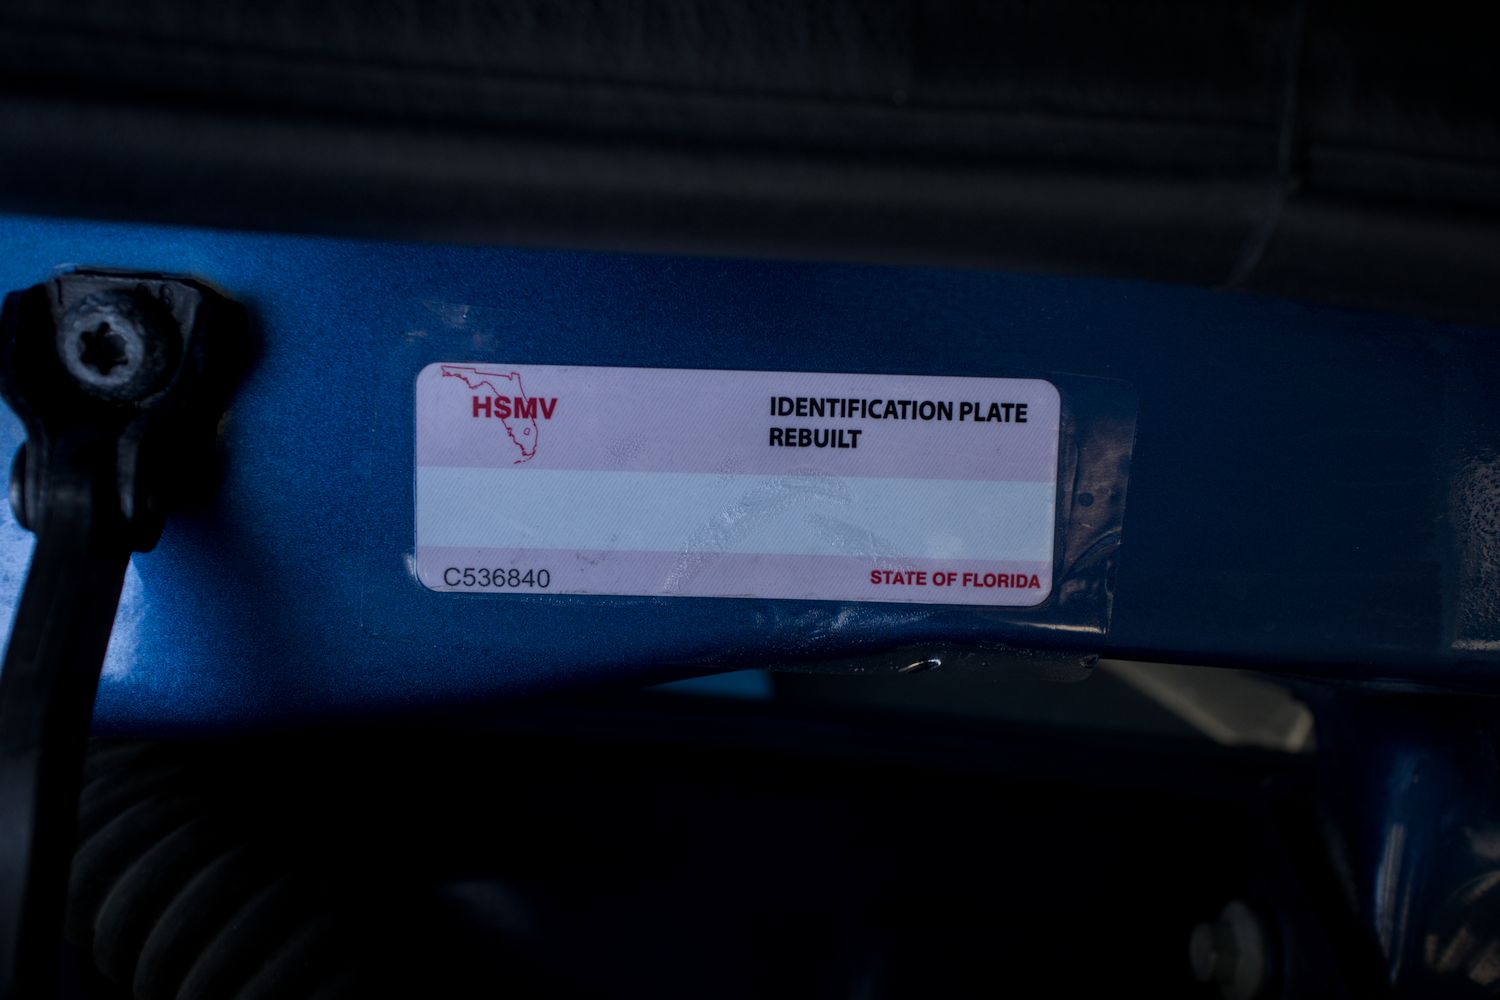 HSMV
IDENTIFICATION PLATE
REBUILT
C536840
STATE OF FLORIDA